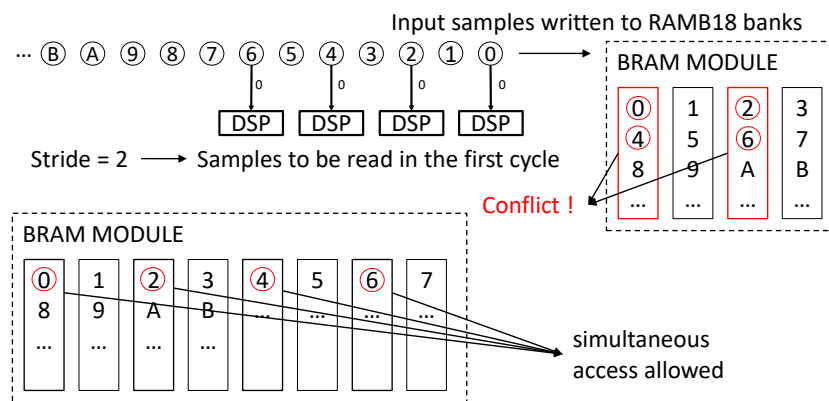 Input samples written to RAMB18 banks
... B A 9 8 7 6 5 4 3 2 1 0
0 0 0 0
DSP DSP DSP DSP
Stride = 2 Samples to be read in the first cycle
BRAM MODULE
0 1 2 3
4 5 6 7
8 9 A B
... ... ... ...
Conflict !
BRAM MODULE
0 1 2 3 4 5 6 7
8 9 A B ... ... ... ...
... ... ... ...
simultaneous
access allowed